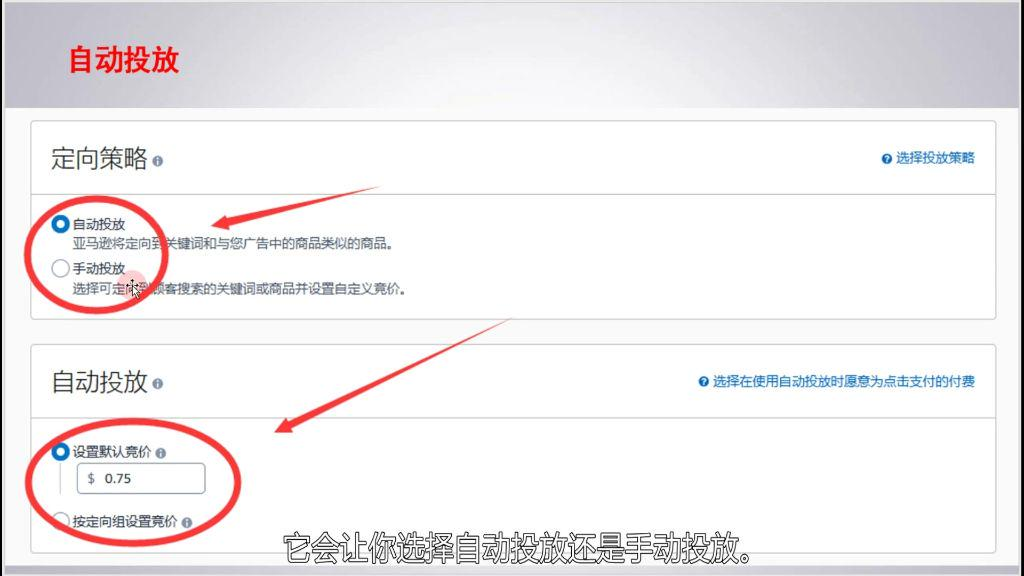 自动投放
定向策略
选择投放策略
自动投放
亚马逊将定向到关键词和与您广告中的商品类似的商品。
手动投放
选择可定向到顾客搜索的关键词或商品并设置自定义竞价。
自动投放
选择在使用自动投放时愿意为点击支付的付费
设置默认竞价
$ 0.75
按定向组设置竞价
它会让你选择自动投放还是手动投放。